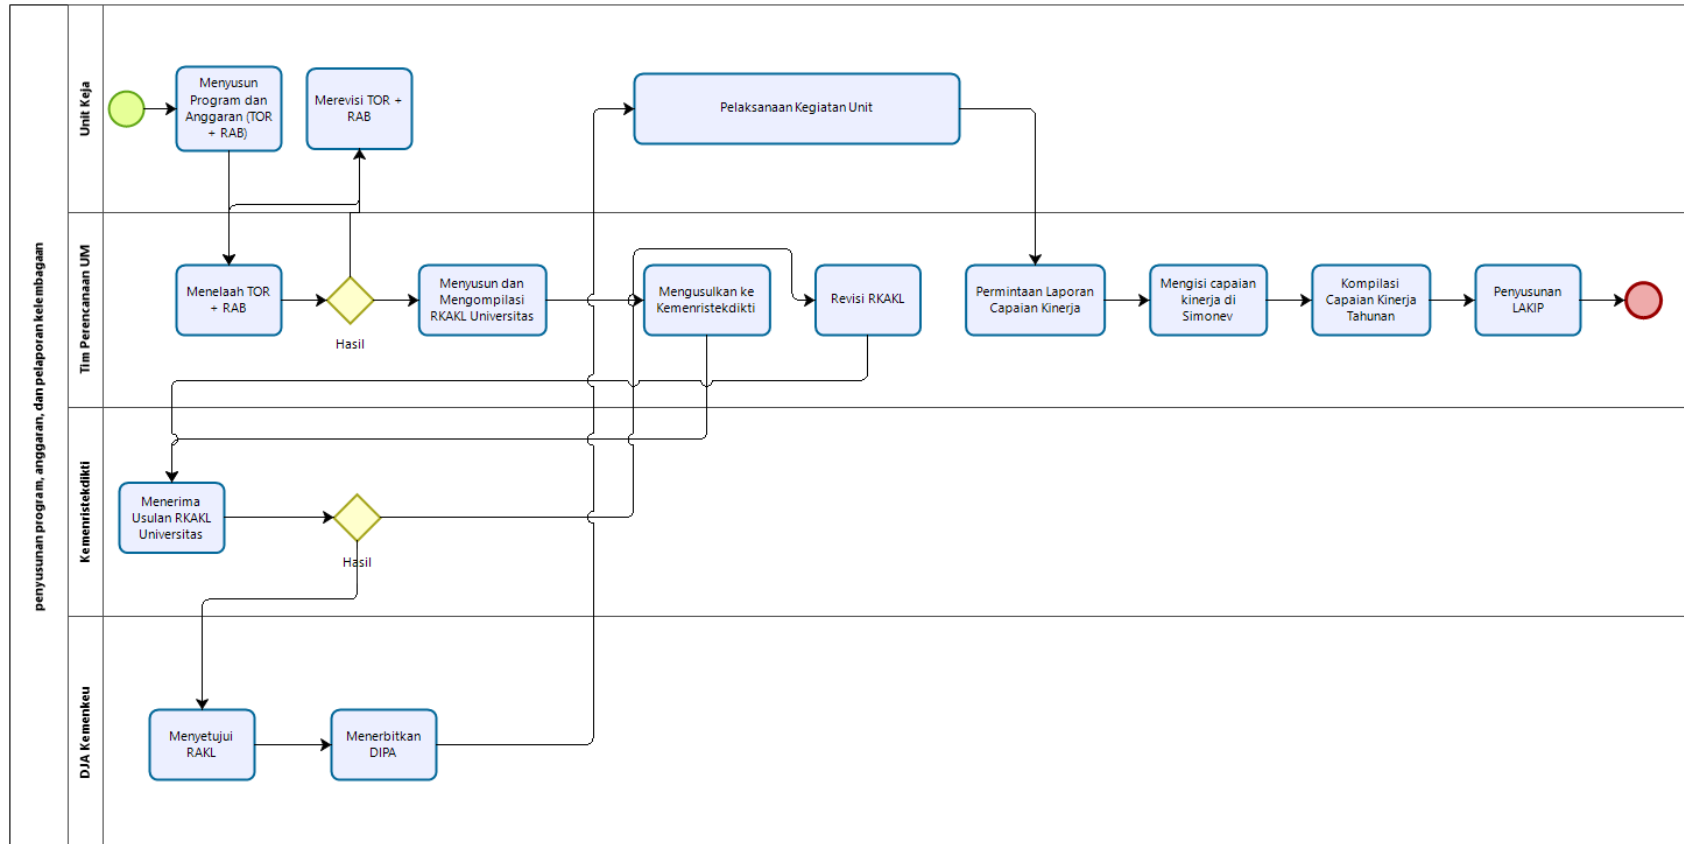 penyusunan program, anggaran, dan pelaporan kelembagaan
Unit Keja
Menyusun
Program dan
Anggaran (TOR
+ RAB)
Merevisi TOR +
RAB
Pelaksanaan Kegiatan Unit
Tim Perencanaan UM
Menelaah TOR
+ RAB
Hasil
Menyusun dan
Mengompilasi
RKAKL Universitas
Mengusulkan ke
Kemenristekdikti
Revisi RKAKL
Permintaan Laporan
Capaian Kinerja
Mengisi capaian
kinerja di
Simonev
Kompilasi
Capaian Kinerja
Tahunan
Penyusunan
LAKIP
Kemenristekdikti
Menerima
Usulan RKAKL
Universitas
Hasil
DJA Kemenkeu
Menyetujui
RAKL
Menerbitkan
DIPA